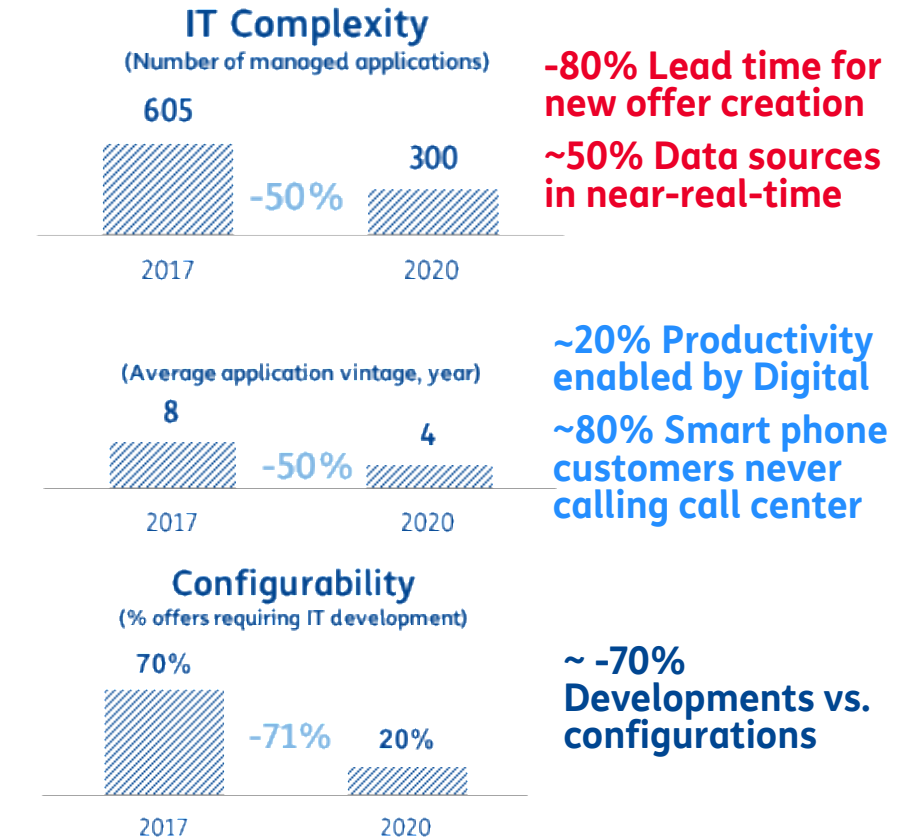 IT Complexity
(Number of managed applications)
605
300
-50%
2017
2020
-80% Lead time for
new offer creation
~50% Data sources
in near-real-time
(Average application vintage, year)
8
4
-50%
2017
2020
~20% Productivity
enabled by Digital
~80% Smart phone
customers never
calling call center
Configurability
(% offers requiring IT development)
70%
-71%
20%
2017
2020
~ -70%
Developments vs.
configurations